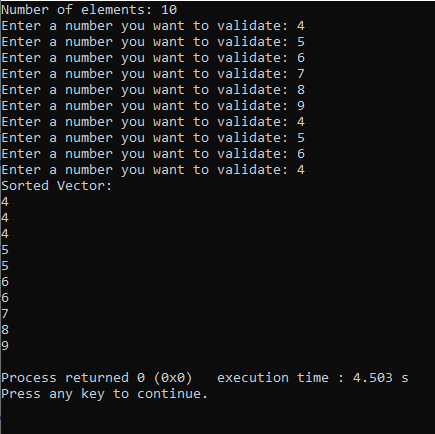 Number of elements: 10
Enter a number you want to validate: 4
Enter a number you want to validate: 5
Enter a number you want to validate: 6
Enter a number you want to validate: 7
Enter a number you want to validate: 8
Enter a number you want to validate: 9
Enter a number you want to validate: 4
Enter a number you want to validate: 5
Enter a number you want to validate: 6
Enter a number you want to validate: 4
Sorted Vector:
4
4
4
5
5
6
6
7
8
9
Process returned 0 (0x0)   execution time : 4.503 s
Press any key to continue.